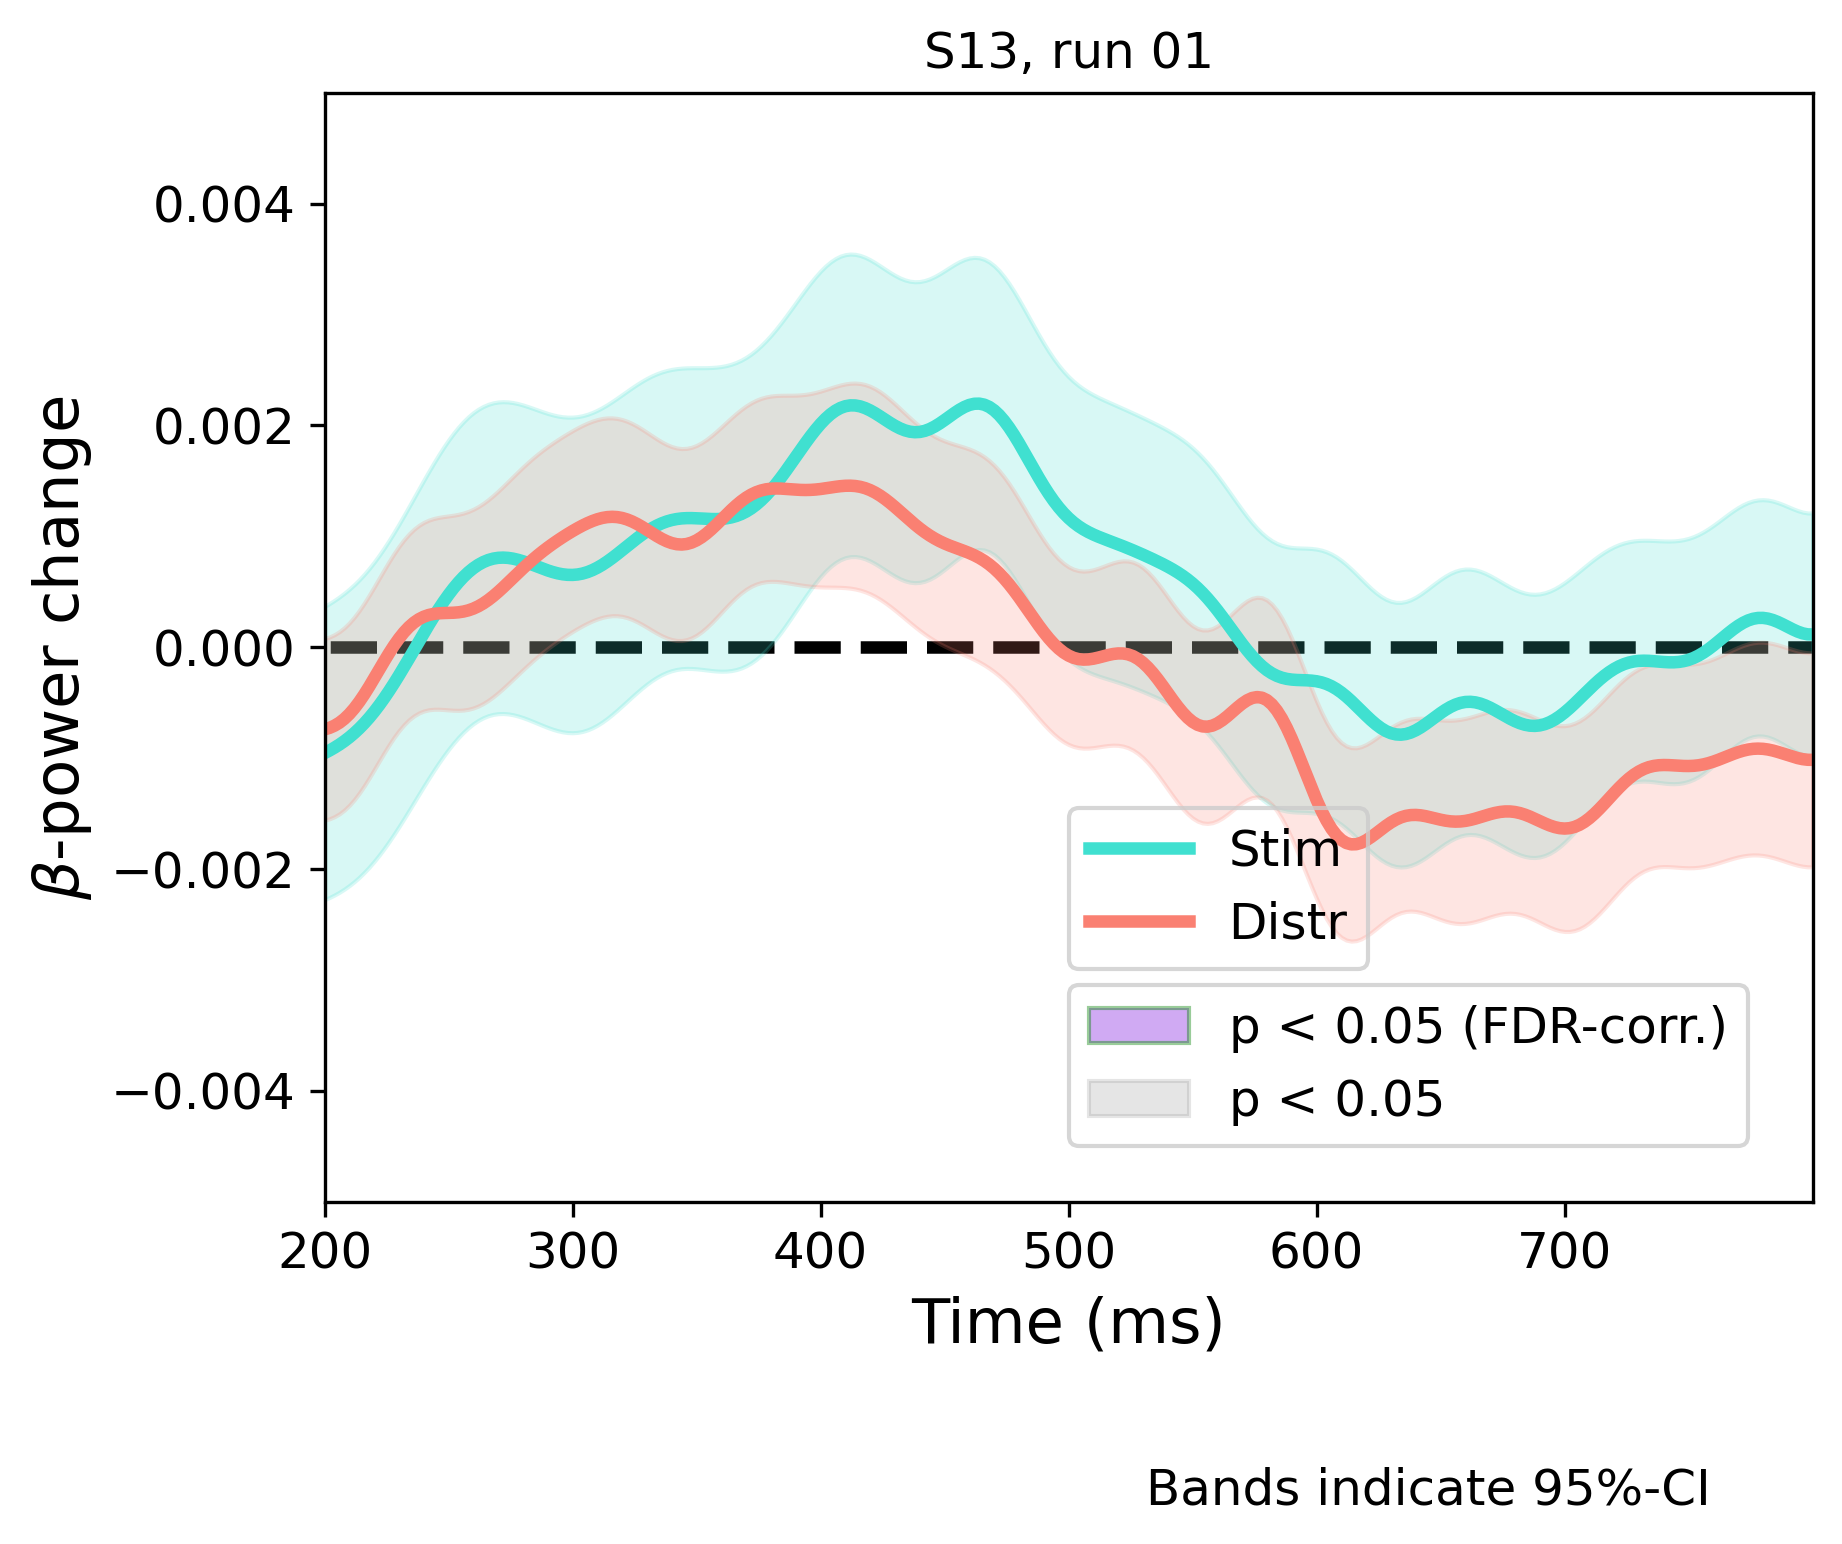 S13, run 01
0.004
0.002
0.000
−0.002
−0.004
β-power change
Stim
Distr
p < 0.05 (FDR-corr.)
p < 0.05
200 300 400 500 600 700
Time (ms)
Bands indicate 95%-CI